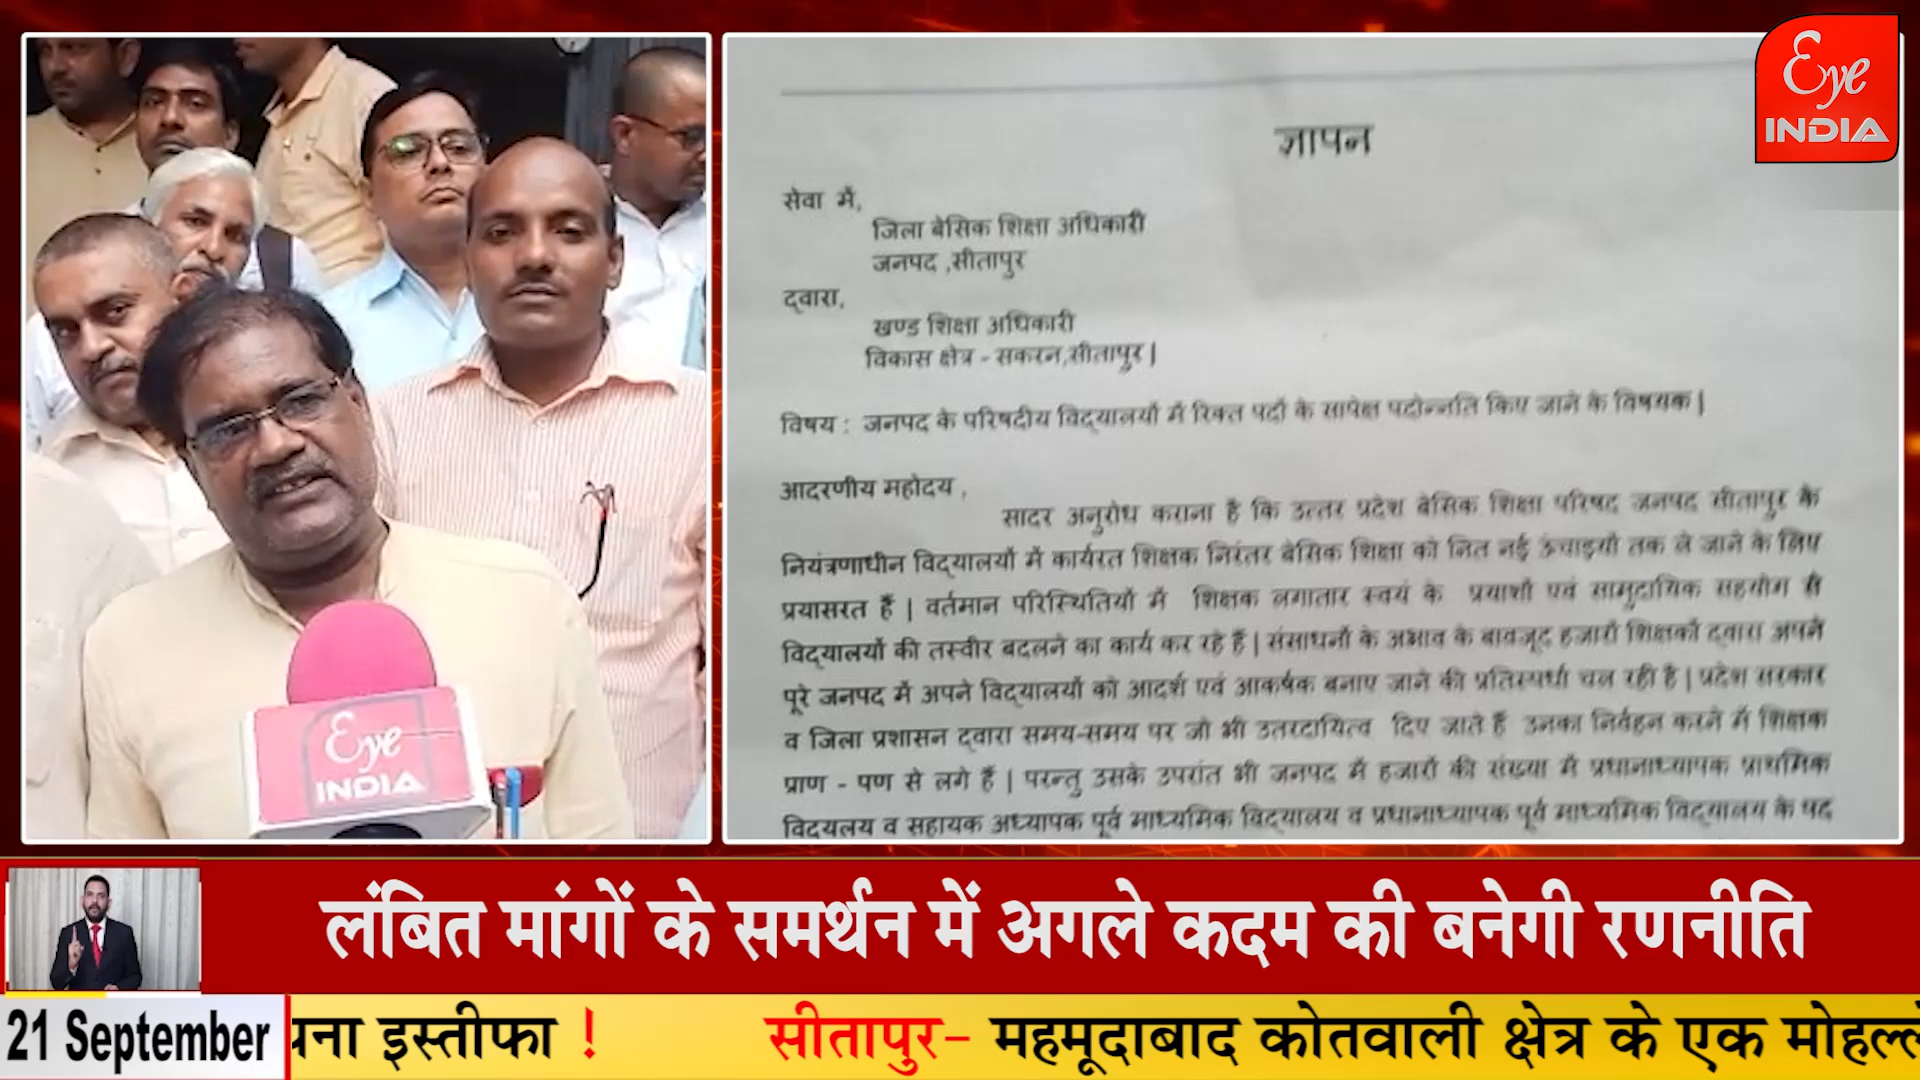 Eye
INDIA
ज्ञापन
सेवा में,
जिला बेसिक शिक्षा अधिकारी
जनपद ,सीतापुर
द्वारा,
खण्ड शिक्षा अधिकारी
विकास क्षेत्र - सकरन,सीतापुर |
विषय : जनपद के परिषदीय विद्यालयों में रिक्त पदों के सापेक्ष पदोन्नति किए जाने के विषयक |
आदरणीय महोदय ,
सादर अनुरोध कराना है कि उत्तर प्रदेश बेसिक शिक्षा परिषद जनपद सीतापुर के
नियंत्रणाधीन विद्यालयों में कार्यरत शिक्षक निरंतर बेसिक शिक्षा को नित नई ऊंचाइयों तक ले जाने के लिए
प्रयासरत हैं | वर्तमान परिस्थितियों में शिक्षक लगातार स्वयं के प्रयाशों एवं सामुदायिक सहयोग से
विद्यालयों की तस्वीर बदलने का कार्य कर रहे हैं | संसाधनों के अभाव के बावजूद हजारों शिक्षकों द्वारा अपने
पूरे जनपद में अपने विद्यालयों को आदर्श एवं आकर्षक बनाए जाने की प्रतिस्पर्धा चल रही है | प्रदेश सरकार
व जिला प्रशासन द्वारा समय-समय पर जो भी उतरदायित्व दिए जाते हैं उनका निर्वहन करने में शिक्षक
प्राण - पण से लगे हैं | परन्तु उसके उपरांत भी जनपद में हजारों की संख्या में प्रधानाध्यापक प्राथमिक
विदयलय व सहायक अध्यापक पूर्व माध्यमिक विद्यालय व प्रधानाध्यापक पूर्व माध्यमिक विद्यालय के पद
Eye
INDIA
लंबित मांगों के समर्थन में अगले कदम की बनेगी रणनीति
21 September
पना इस्तीफा ! सीतापुर- महमूदाबाद कोतवाली क्षेत्र के एक मोहल्ले